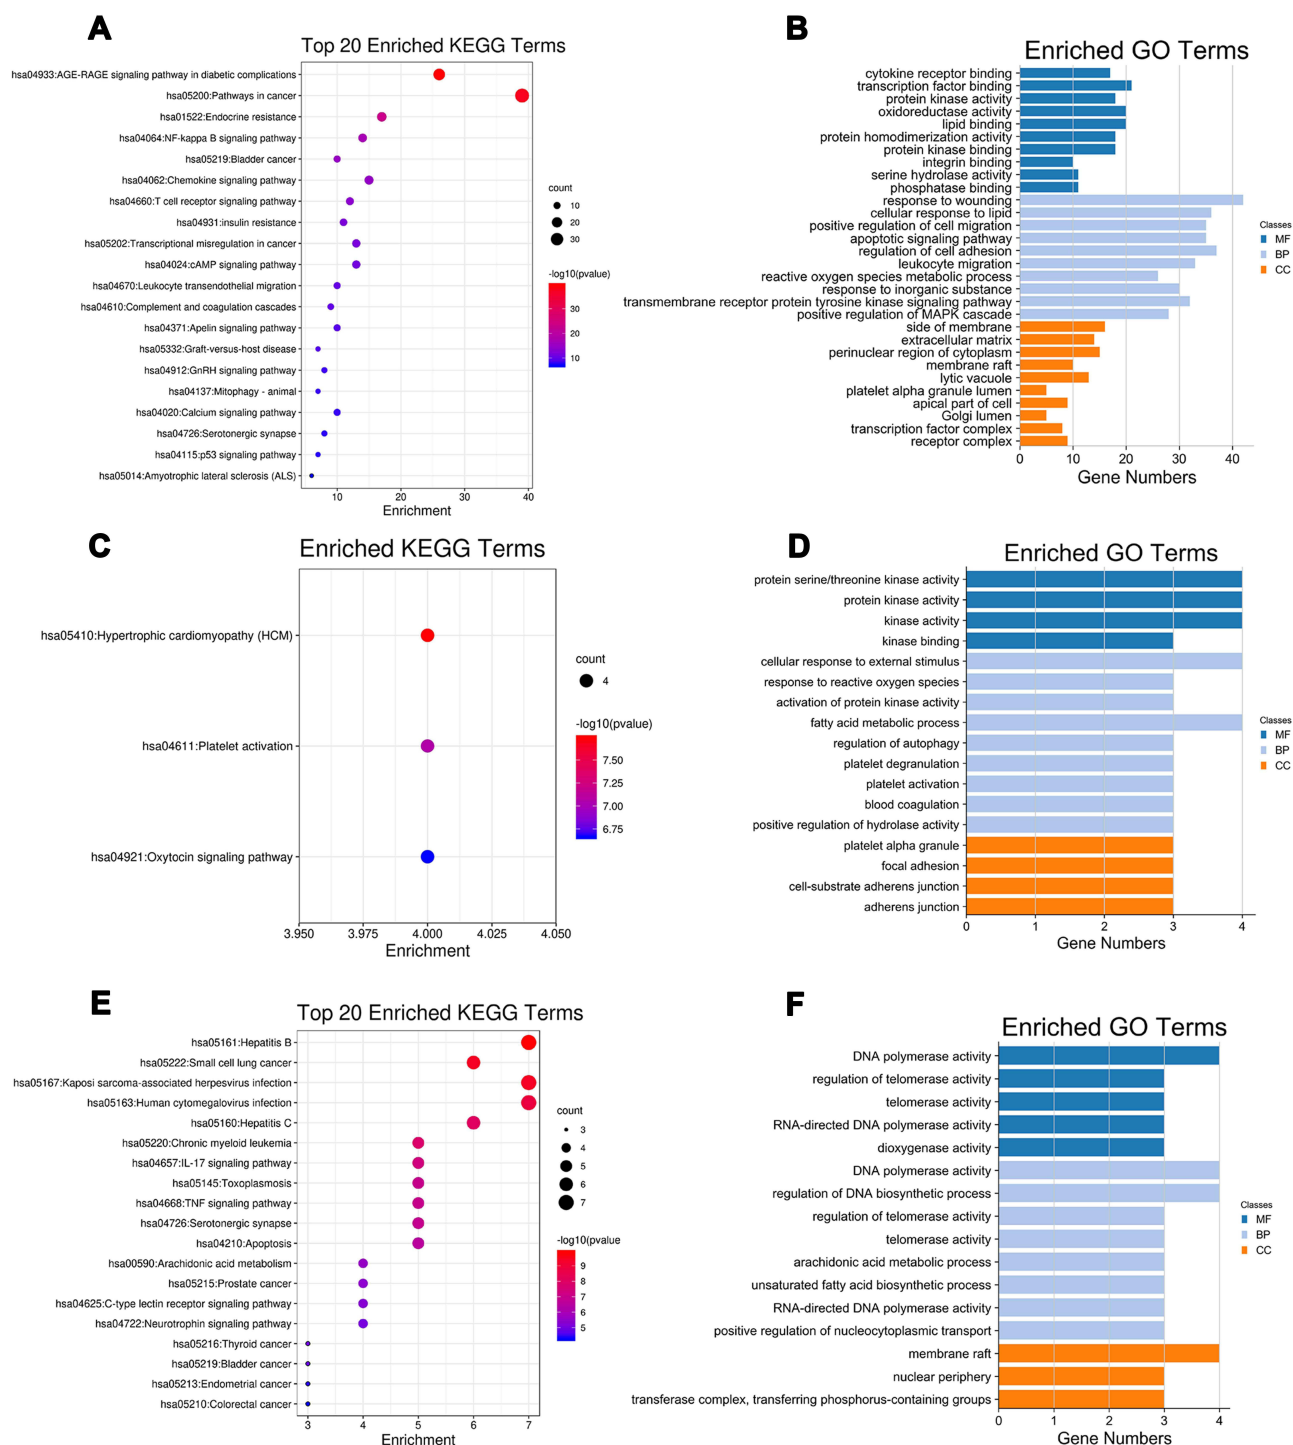 A
Top 20 Enriched KEGG Terms
hsa04933:AGE-RAGE signaling pathway in diabetic complications
hsa05200:Pathways in cancer
hsa01522:Endocrine resistance
hsa04064:NF-kappa B signaling pathway
hsa05219:Bladder cancer
hsa04062:Chemokine signaling pathway
hsa04660:T cell receptor signaling pathway
hsa04931:insulin resistance
hsa05202:Transcriptional misregulation in cancer
hsa04024:cAMP signaling pathway
hsa04670:Leukocyte transendothelial migration
hsa04610:Complement and coagulation cascades
hsa04371:Apelin signaling pathway
hsa05332:Graft-versus-host disease
hsa04912:GnRH signaling pathway
hsa04137:Mitophagy - animal
hsa04020:Calcium signaling pathway
hsa04726:Serotonergic synapse
hsa04115:p53 signaling pathway
hsa05014:Amyotrophic lateral sclerosis (ALS)
10 20 30 40
Enrichment
count
10
20
30
-log10(pvalue)
30
20
10
B
Enriched GO Terms
cytokine receptor binding
transcription factor binding
protein kinase activity
oxidoreductase activity
lipid binding
protein homodimerization activity
protein kinase binding
integrin binding
serine hydrolase activity
phosphatase binding
response to wounding
cellular response to lipid
positive regulation of cell migration
apoptotic signaling pathway
regulation of cell adhesion
leukocyte migration
reactive oxygen species metabolic process
response to inorganic substance
transmembrane receptor protein tyrosine kinase signaling pathway
positive regulation of MAPK cascade
side of membrane
extracellular matrix
perinuclear region of cytoplasm
membrane raft
lytic vacuole
platelet alpha granule lumen
apical part of cell
Golgi lumen
transcription factor complex
receptor complex
0 10 20 30 40
Gene Numbers
Classes
MF
BP
CC
C
Enriched KEGG Terms
hsa05410:Hypertrophic cardiomyopathy (HCM)
hsa04611:Platelet activation
hsa04921:Oxytocin signaling pathway
3.950 3.975 4.000 4.025 4.050
Enrichment
count
4
-log10(pvalue)
7.50
7.25
7.00
6.75
D
Enriched GO Terms
protein serine/threonine kinase activity
protein kinase activity
kinase activity
kinase binding
cellular response to external stimulus
response to reactive oxygen species
activation of protein kinase activity
fatty acid metabolic process
regulation of autophagy
platelet degranulation
platelet activation
blood coagulation
positive regulation of hydrolase activity
platelet alpha granule
focal adhesion
cell-substrate adherens junction
adherens junction
0 1 2 3 4
Gene Numbers
Classes
MF
BP
CC
E
Top 20 Enriched KEGG Terms
hsa05161:Hepatitis B
hsa05222:Small cell lung cancer
hsa05167:Kaposi sarcoma-associated herpesvirus infection
hsa05163:Human cytomegalovirus infection
hsa05160:Hepatitis C
hsa05220:Chronic myeloid leukemia
hsa04657:IL-17 signaling pathway
hsa05145:Toxoplasmosis
hsa04668:TNF signaling pathway
hsa04726:Serotonergic synapse
hsa04210:Apoptosis
hsa00590:Arachidonic acid metabolism
hsa05215:Prostate cancer
hsa04625:C-type lectin receptor signaling pathway
hsa04722:Neurotrophin signaling pathway
hsa05216:Thyroid cancer
hsa05219:Bladder cancer
hsa05213:Endometrial cancer
hsa05210:Colorectal cancer
3 4 5 6 7
Enrichment
count
3
4
5
6
7
-log10(pvalue
9
8
7
6
5
F
Enriched GO Terms
DNA polymerase activity
regulation of telomerase activity
telomerase activity
RNA-directed DNA polymerase activity
dioxygenase activity
DNA polymerase activity
regulation of DNA biosynthetic process
regulation of telomerase activity
telomerase activity
arachidonic acid metabolic process
unsaturated fatty acid biosynthetic process
RNA-directed DNA polymerase activity
positive regulation of nucleocytoplasmic transport
membrane raft
nuclear periphery
transferase complex, transferring phosphorus-containing groups
0 1 2 3 4
Gene Numbers
Classes
MF
BP
CC